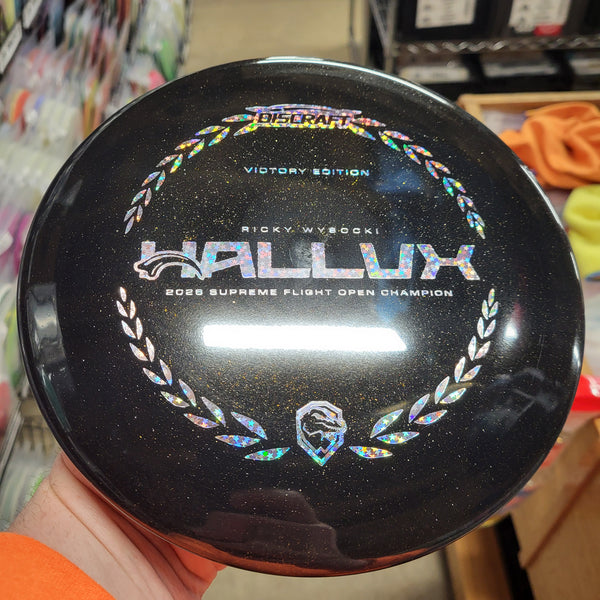 DISCRAFT
VICTORY EDITION
RICKY WYSOCKI
HALLUX
2026 SUPREME FLIGHT OPEN CHAMPION